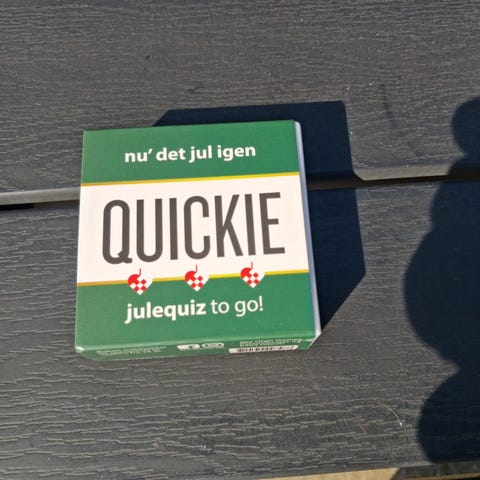 nu' det jul igen
QUICKIE
julequiz to go!